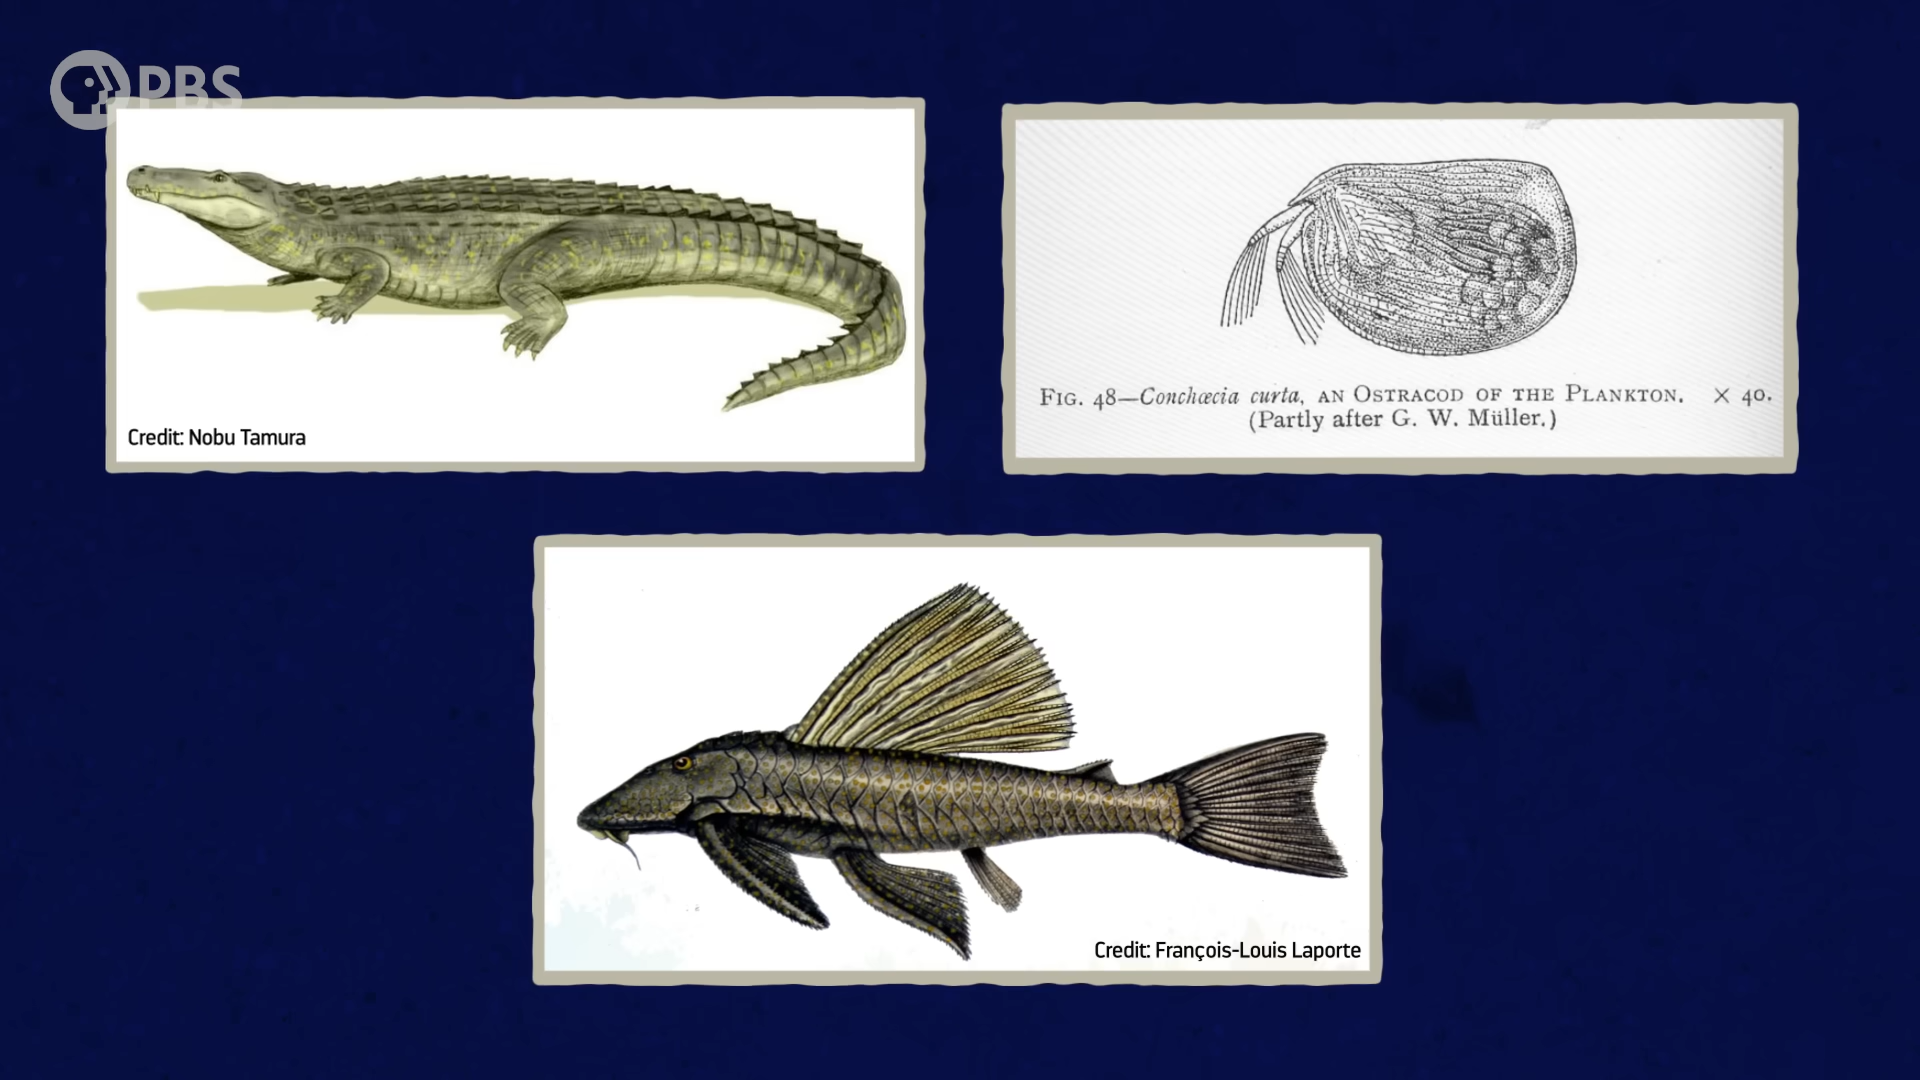 PBS
Credit: Nobu Tamura
FIG. 48—Conchœcia curta, AN OSTRACOD OF THE PLANKTON. × 40.
(Partly after G. W. Müller.)
Credit: François-Louis Laporte